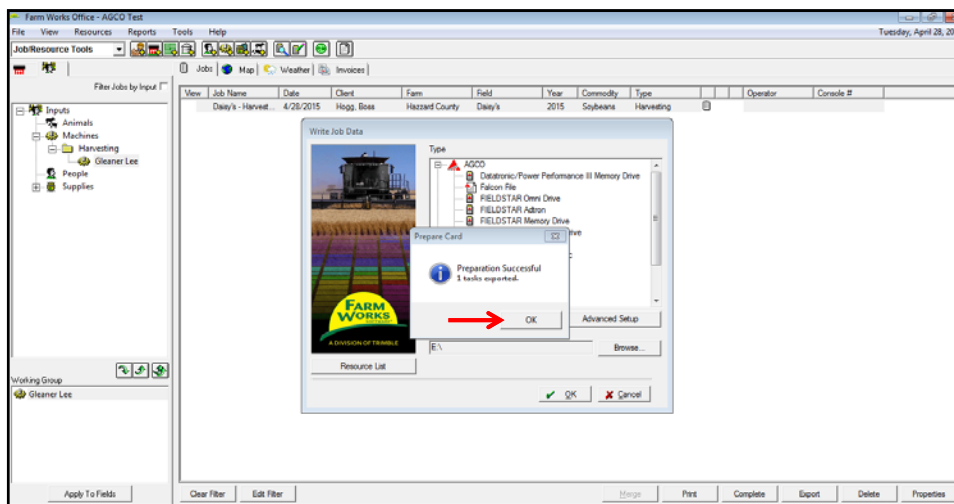 Farm Works Office - AGCO Test
File View Resources Reports Tools Help Tuesday, April 28, 20
Job/Resource Tools
Jobs Map Weather Invoices
Filter Jobs by Input
View Job Name Date Client Farm Field Year Commodity Type Operator Console #
Daisy's - Harvest... 4/28/2015 Hogg, Boss Hazzard County Daisy's 2015 Soybeans Harvesting
Inputs
Animals
Machines
Harvesting
Gleaner Lee
People
Supplies
Write Job Data
Type
AGCO
Datatronic/Power Performance III Memory Drive
Falcon File
FIELDSTAR Omni Drive
FIELDSTAR Adtron
FIELDSTAR Memory Drive
Prepare Card
Preparation Successful
1 tasks exported.
OK
FARM
WORKS
A DIVISION OF TRIMBLE
Advanced Setup
E:\
Browse...
Resource List
OK Cancel
Working Group
Gleaner Lee
Apply To Fields Clear Filter Edit Filter Merge Print Complete Export Delete Properties